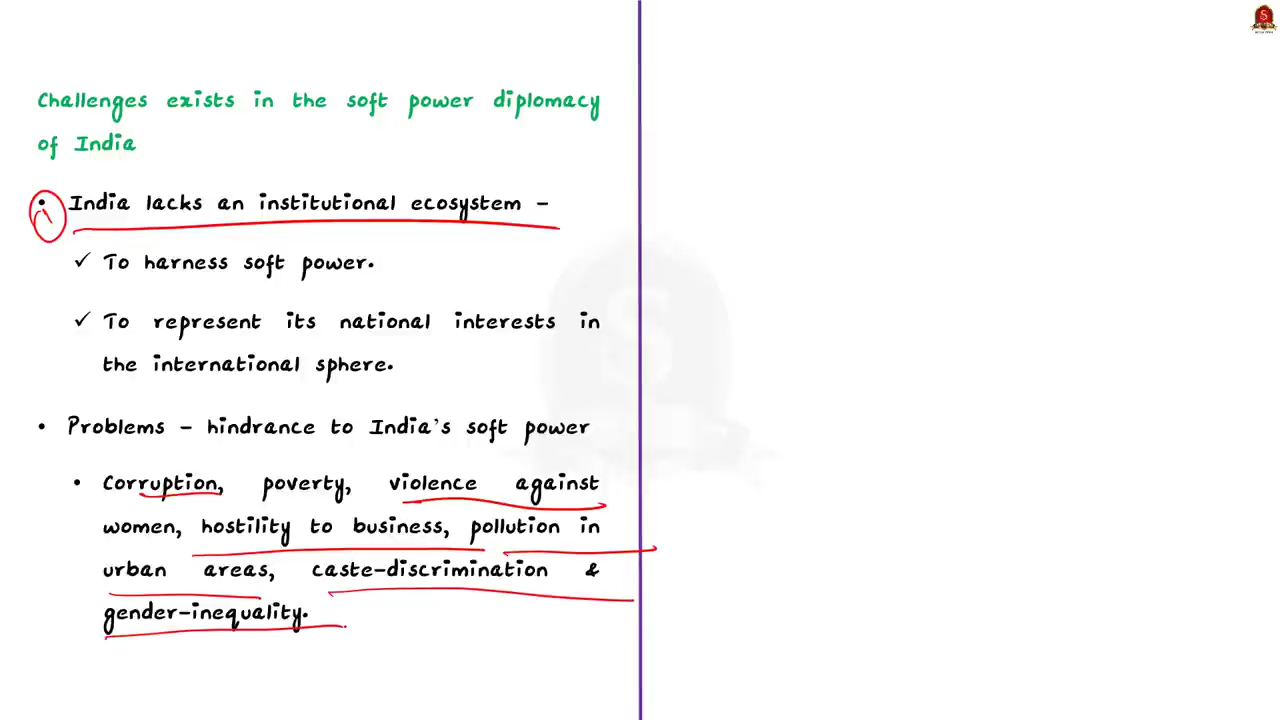 Challenges exists in the soft power diplomacy
of India
• India lacks an institutional ecosystem –
✓ To harness soft power.
✓ To represent its national interests in
the international sphere.
• Problems – hindrance to India's soft power
• Corruption, poverty, violence against
women, hostility to business, pollution in
urban areas, caste-discrimination &
gender-inequality.